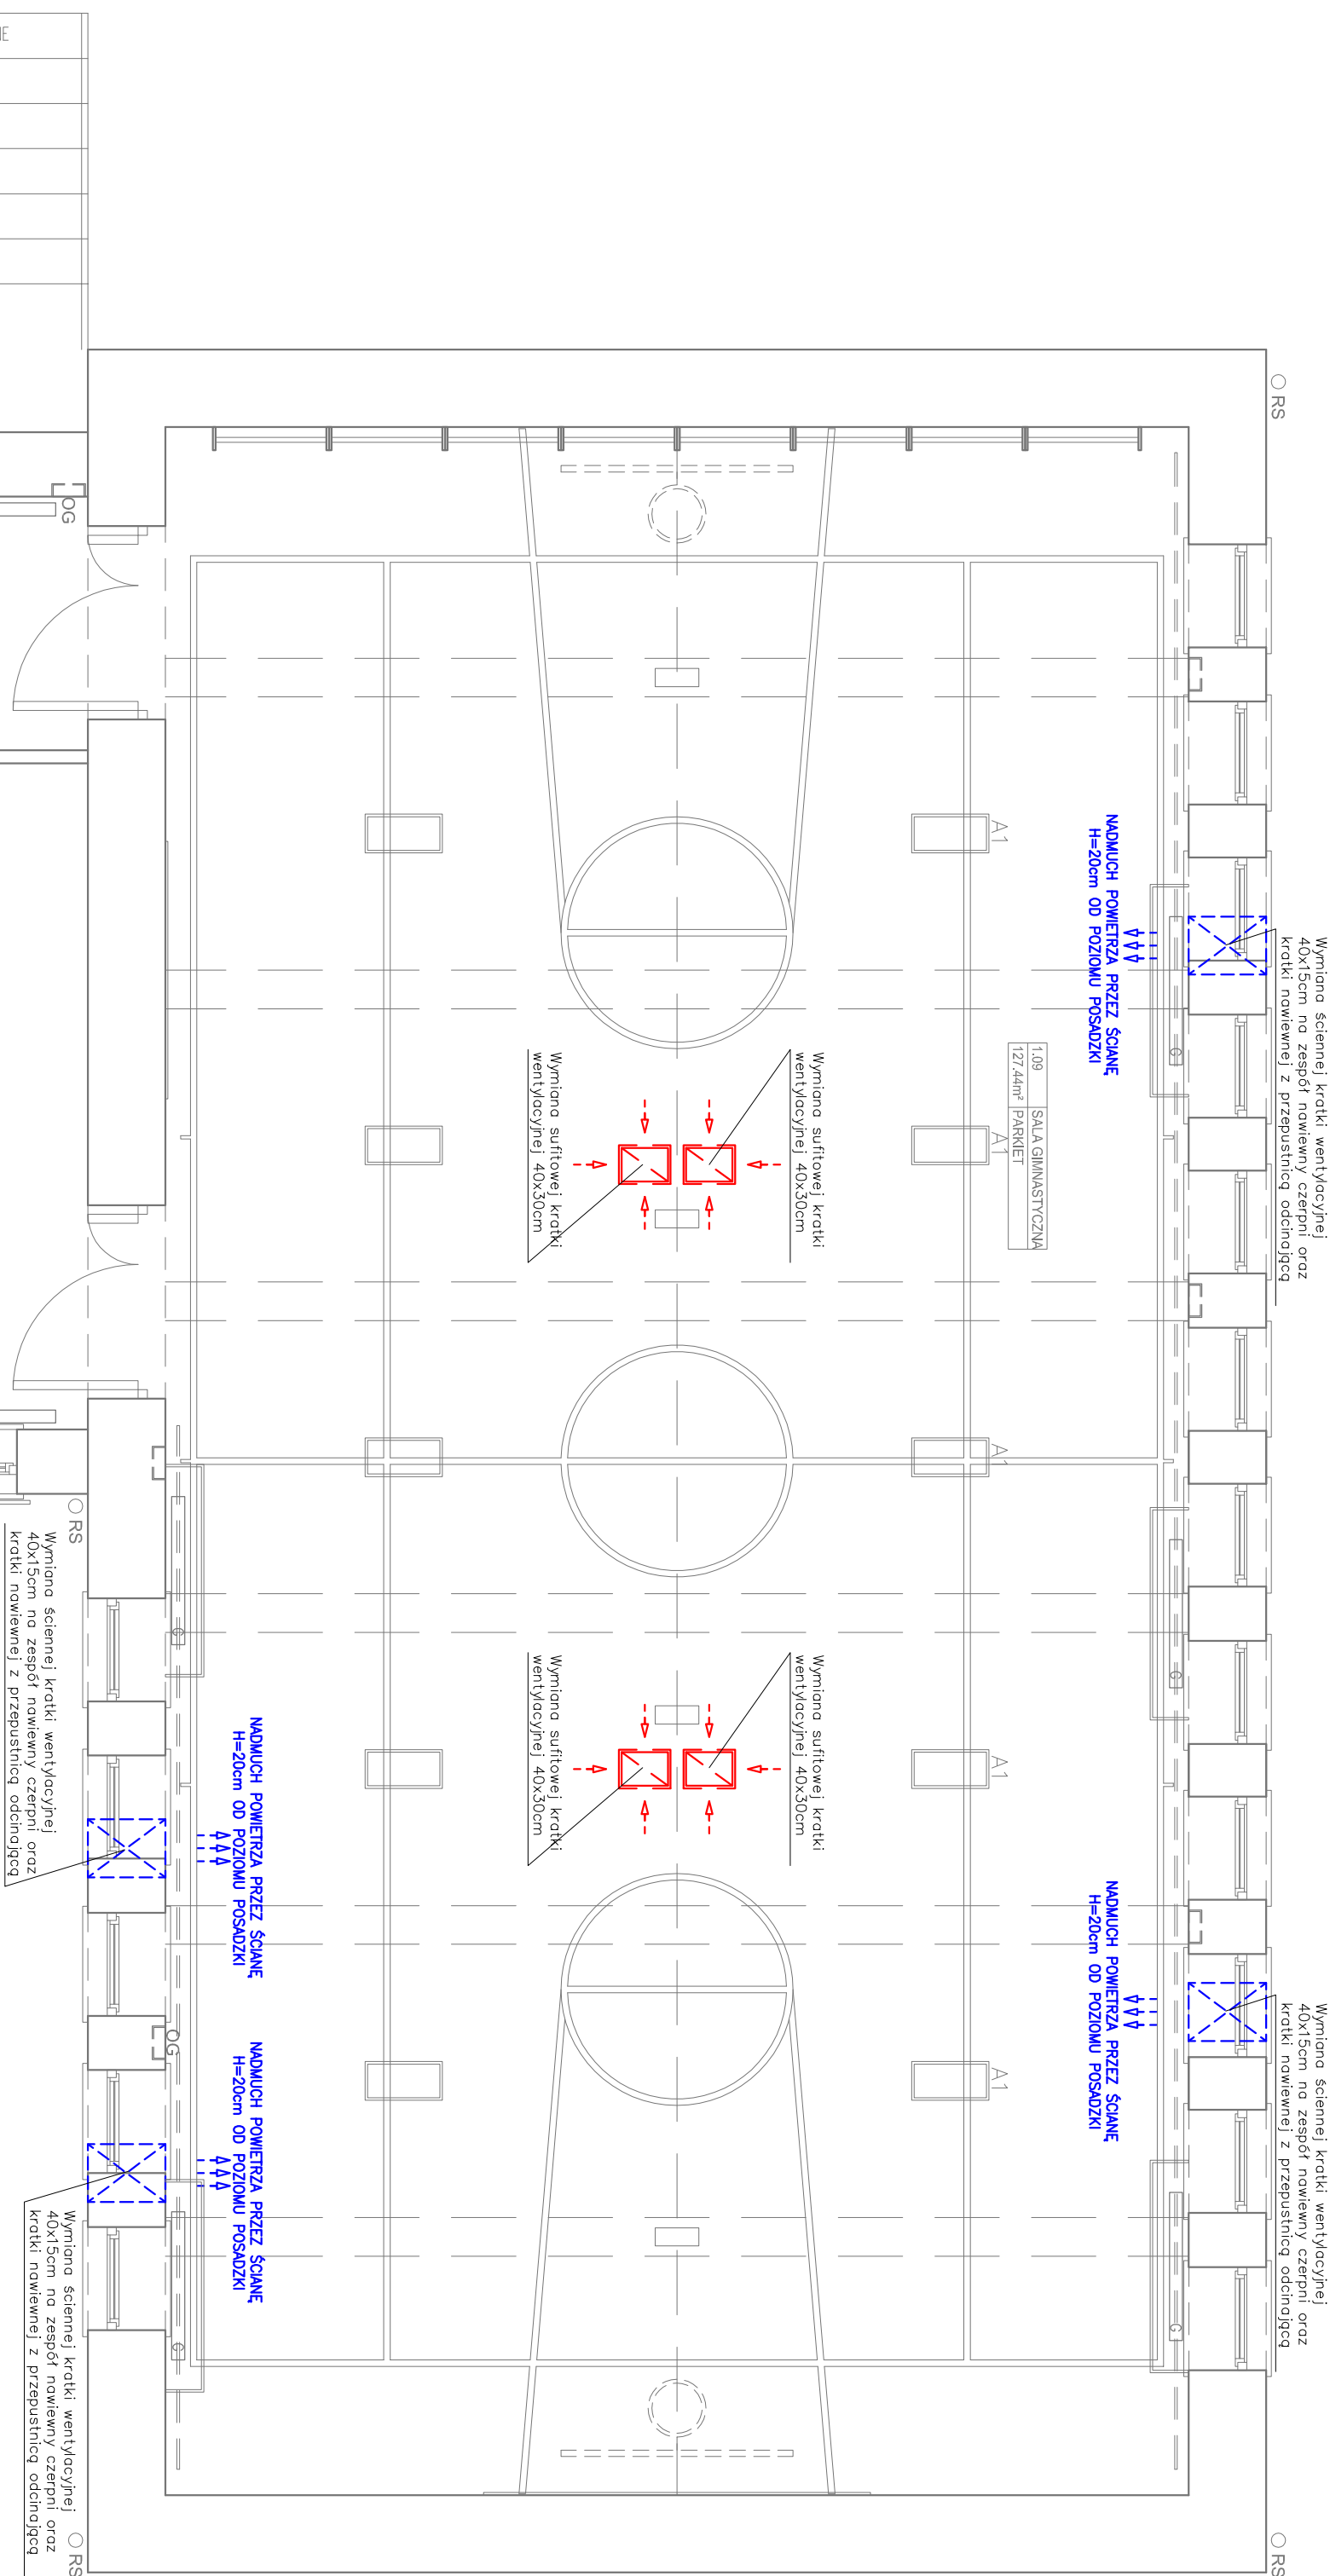 RS
Wymiana ściennej kratki wentylacyjnej
40x15cm na zespół nawiewny czerpni oraz
kratki nawiewnej z przepustnicą odcinającą
Wymiana ściennej kratki wentylacyjnej
40x15cm na zespół nawiewny czerpni oraz
kratki nawiewnej z przepustnicą odcinającą
RS
G
G
G
NADMUCH POWIETRZA PRZEZ ŚCIANĘ
H=20cm OD POZIOMU POSADZKI
NADMUCH POWIETRZA PRZEZ ŚCIANĘ
H=20cm OD POZIOMU POSADZKI
1.09 SALA GIMNASTYCZNA
127.44m² PARKIET
A1
A1
A1
A1
A1
Wymiana sufitowej kratki
wentylacyjnej 40x30cm
Wymiana sufitowej kratki
wentylacyjnej 40x30cm
Wymiana sufitowej kratki
wentylacyjnej 40x30cm
Wymiana sufitowej kratki
wentylacyjnej 40x30cm
NADMUCH POWIETRZA PRZEZ ŚCIANĘ
H=20cm OD POZIOMU POSADZKI
NADMUCH POWIETRZA PRZEZ ŚCIANĘ
H=20cm OD POZIOMU POSADZKI
G
OG
G
OG
RS
RS
Wymiana ściennej kratki wentylacyjnej
40x15cm na zespół nawiewny czerpni oraz
kratki nawiewnej z przepustnicą odcinającą
Wymiana ściennej kratki wentylacyjnej
40x15cm na zespół nawiewny czerpni oraz
kratki nawiewnej z przepustnicą odcinającą